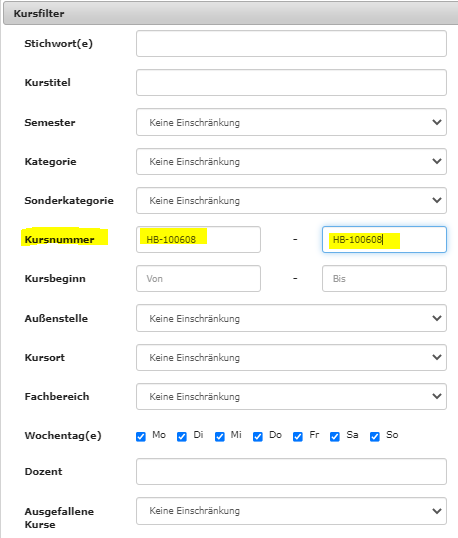 Kursfilter
Stichwort(e)
Kurstitel
Semester Keine Einschränkung
Kategorie Keine Einschränkung
Sonderkategorie Keine Einschränkung
Kursnummer HB-100608 - HB-100608
Kursbeginn Von - Bis
Außenstelle Keine Einschränkung
Kursort Keine Einschränkung
Fachbereich Keine Einschränkung
Wochentag(e) Mo Di Mi Do Fr Sa So
Dozent
Ausgefallene Keine Einschränkung
Kurse